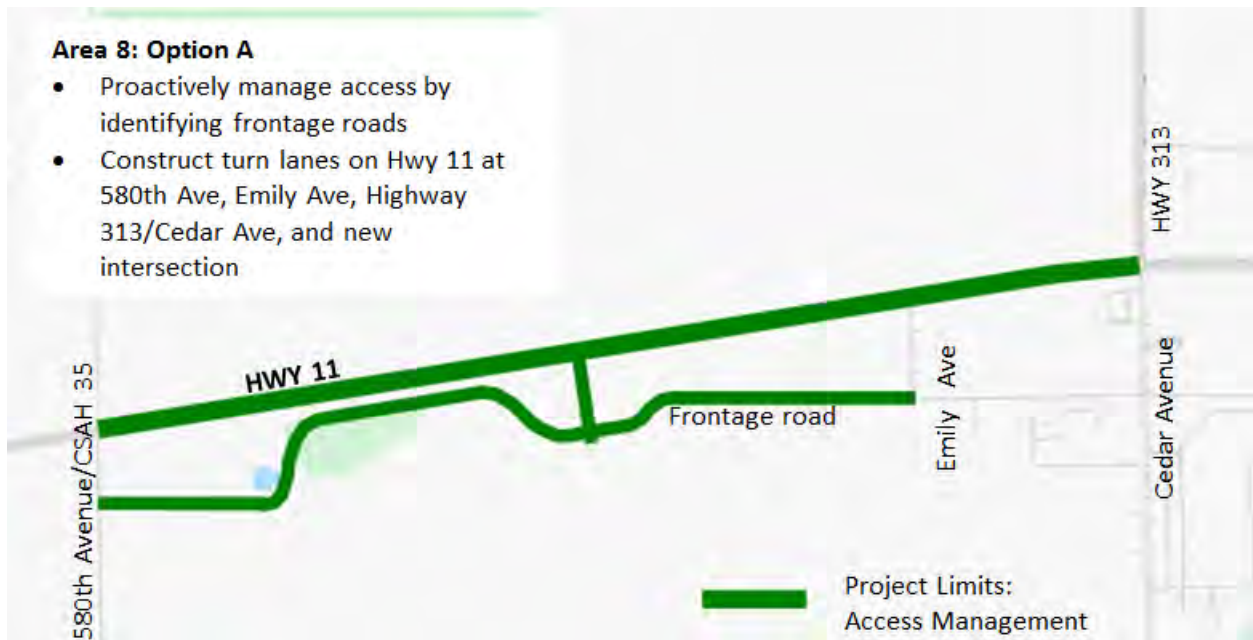 Area 8: Option A
• Proactively manage access by
identifying frontage roads
• Construct turn lanes on Hwy 11 at
580th Ave, Emily Ave, Highway
313/Cedar Ave, and new
intersection
HWY 313
HWY 11
580th Avenue/CSAH 35
Frontage road
Emily Ave
Cedar Avenue
Project Limits:
Access Management